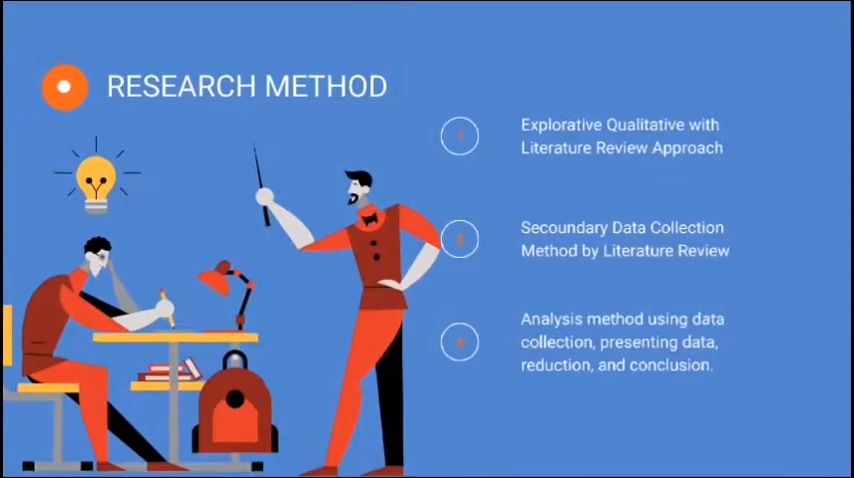 RESEARCH METHOD
Explorative Qualitative with
Literature Review Approach
Secoundary Data Collection
Method by Literature Review
Analysis method using data
collection, presenting data,
reduction, and conclusion.